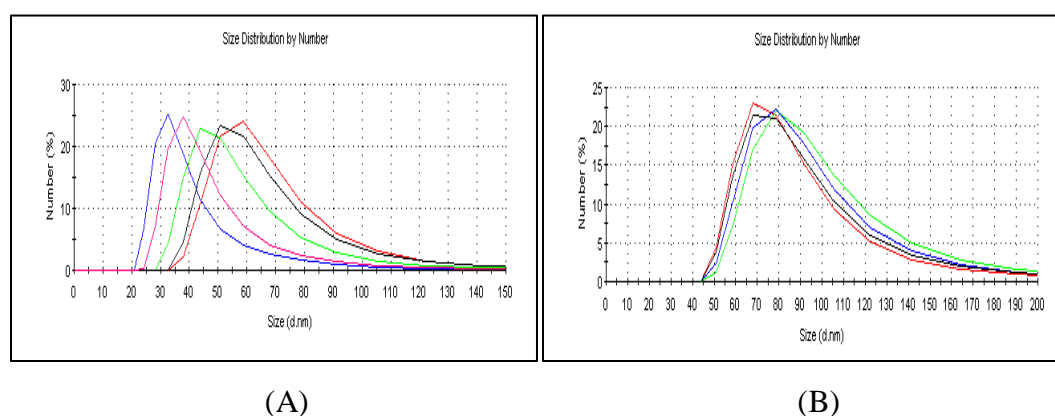 Size Distribution by Number
Number (%)
30
20
10
0
0 10 20 30 40 50 60 70 80 90 100 110 120 130 140 150
Size (d.nm)
(A)
Size Distribution by Number
Number (%)
25
20
15
10
5
0
0 10 20 30 40 50 60 70 80 90 100 110 120 130 140 150 160 170 180 190 200
Size (d.nm)
(B)